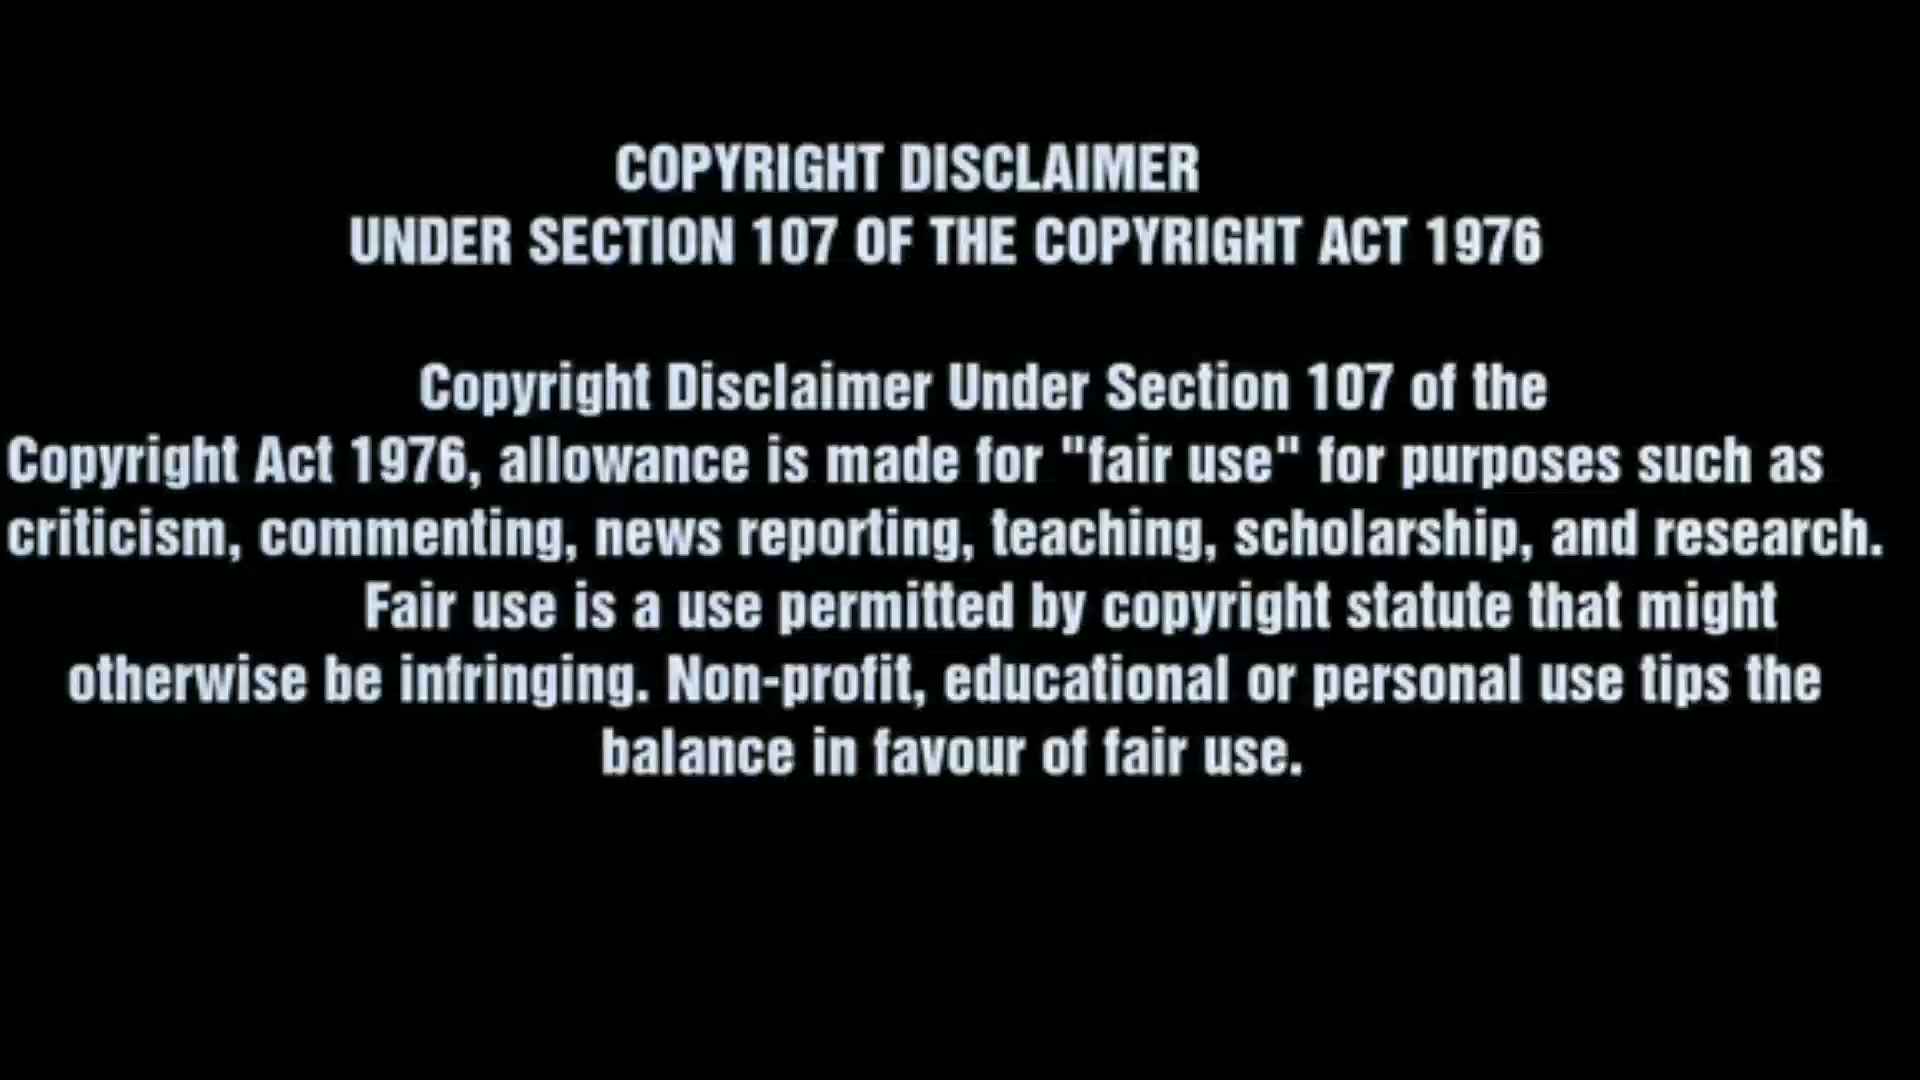 COPYRIGHT DISCLAIMER
UNDER SECTION 107 OF THE COPYRIGHT ACT 1976
Copyright Disclaimer Under Section 107 of the
Copyright Act 1976, allowance is made for "fair use" for purposes such as
criticism, commenting, news reporting, teaching, scholarship, and research.
Fair use is a use permitted by copyright statute that might
otherwise be infringing. Non-profit, educational or personal use tips the
balance in favour of fair use.